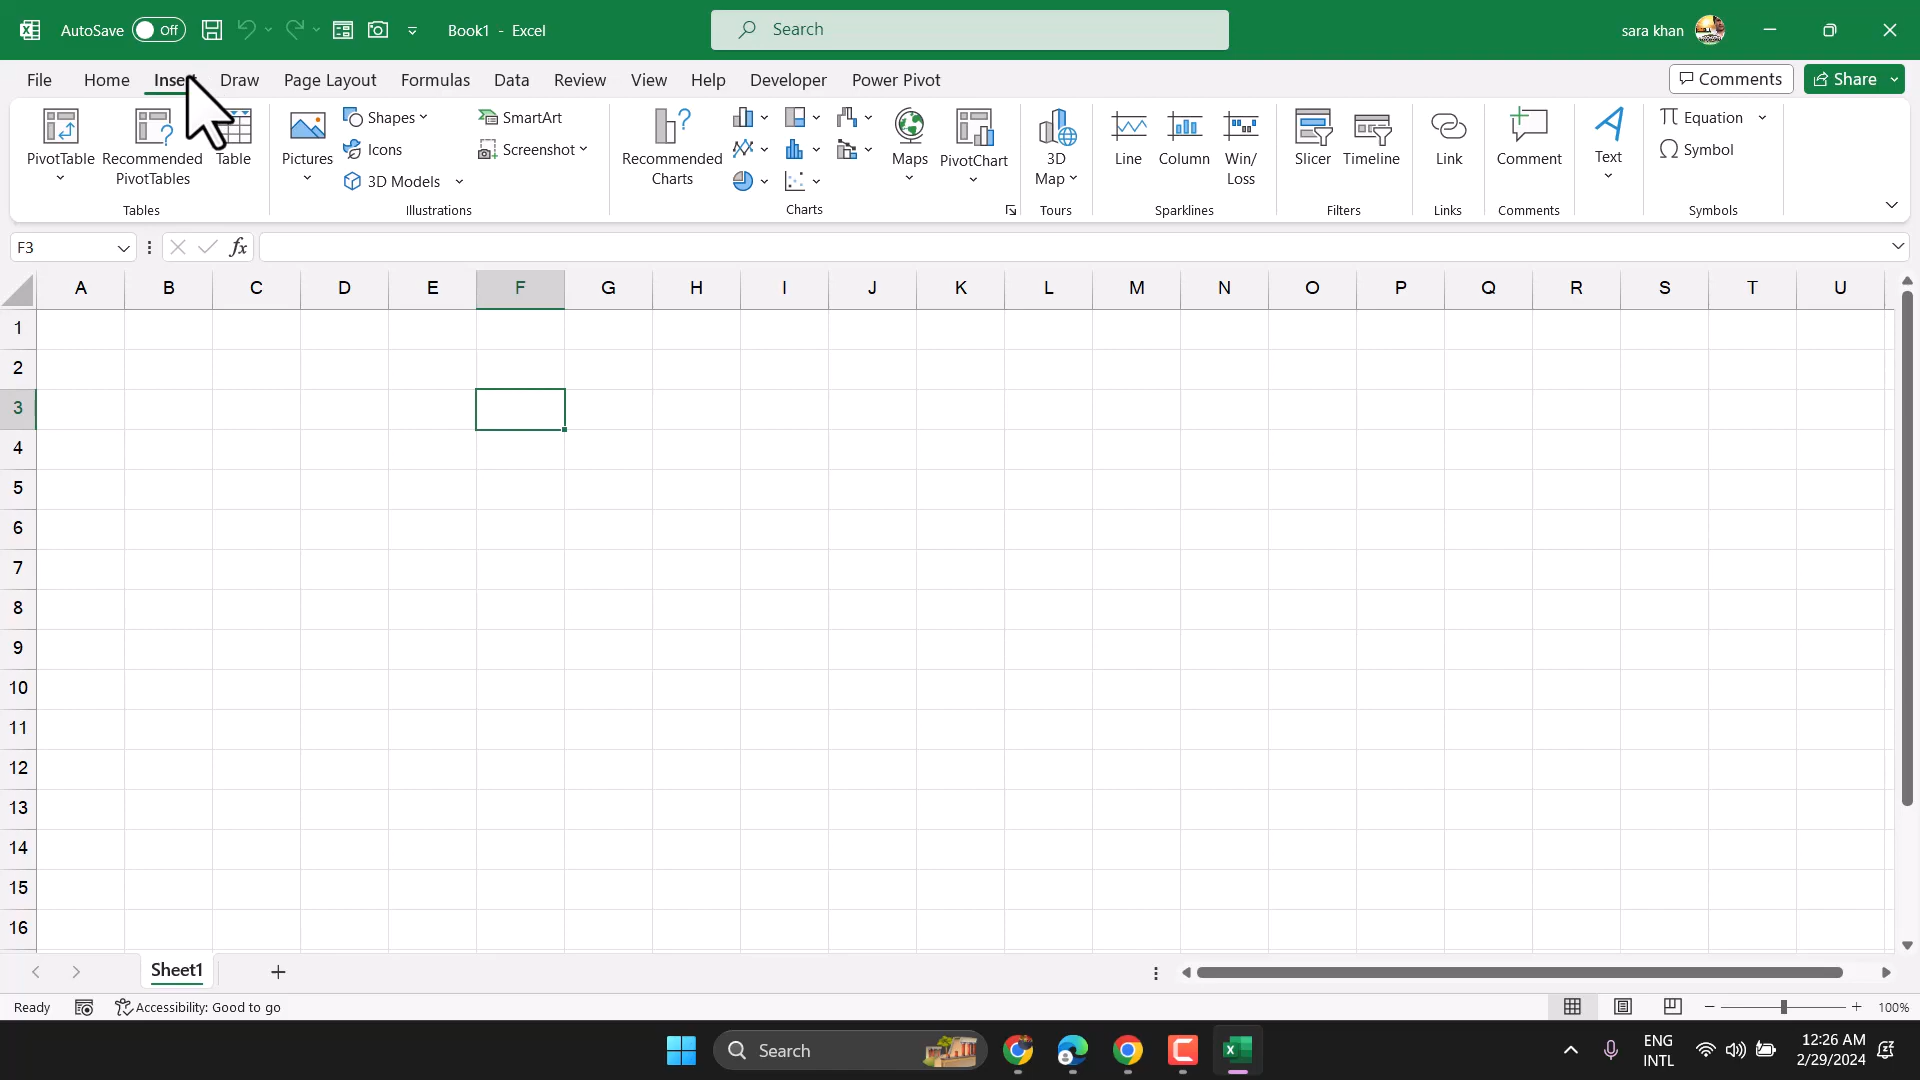 AutoSave Off Book1 - Excel Search sara khan
File Home Insert Draw Page Layout Formulas Data Review View Help Developer Power Pivot Comments Share
PivotTable Recommended PivotTables Table
Tables
Pictures Shapes Icons 3D Models SmartArt Screenshot
Illustrations
Recommended Charts Maps PivotChart
Charts
3D Map
Tours
Line Column Win/Loss
Sparklines
Slicer Timeline
Filters
Link
Links
Comment
Comments
Text
Equation
Symbol
Symbols
F3 fx
A B C D E F G H I J K L M N O P Q R S T U
1
2
3
4
5
6
7
8
9
10
11
12
13
14
15
16
Sheet1
Ready Accessibility: Good to go 100%
Search ENG INTL 12:26 AM
2/29/2024